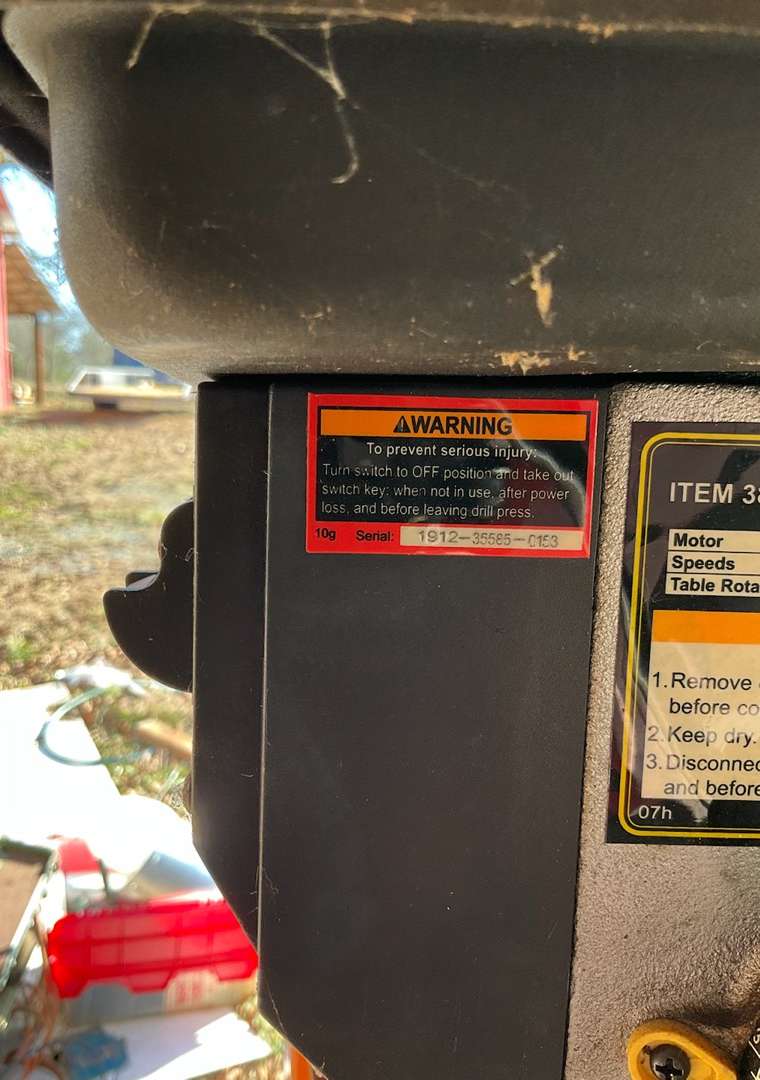 WARNING
To prevent serious injury:
Turn switch to OFF position and take out
switch key: when not in use, after power
loss, and before leaving drill press.
10g Serial: 1912-35585-0153
ITEM 38
Motor
Speeds
Table Rota
1. Remove
before co
2. Keep dry.
3. Disconnec
and before
07h